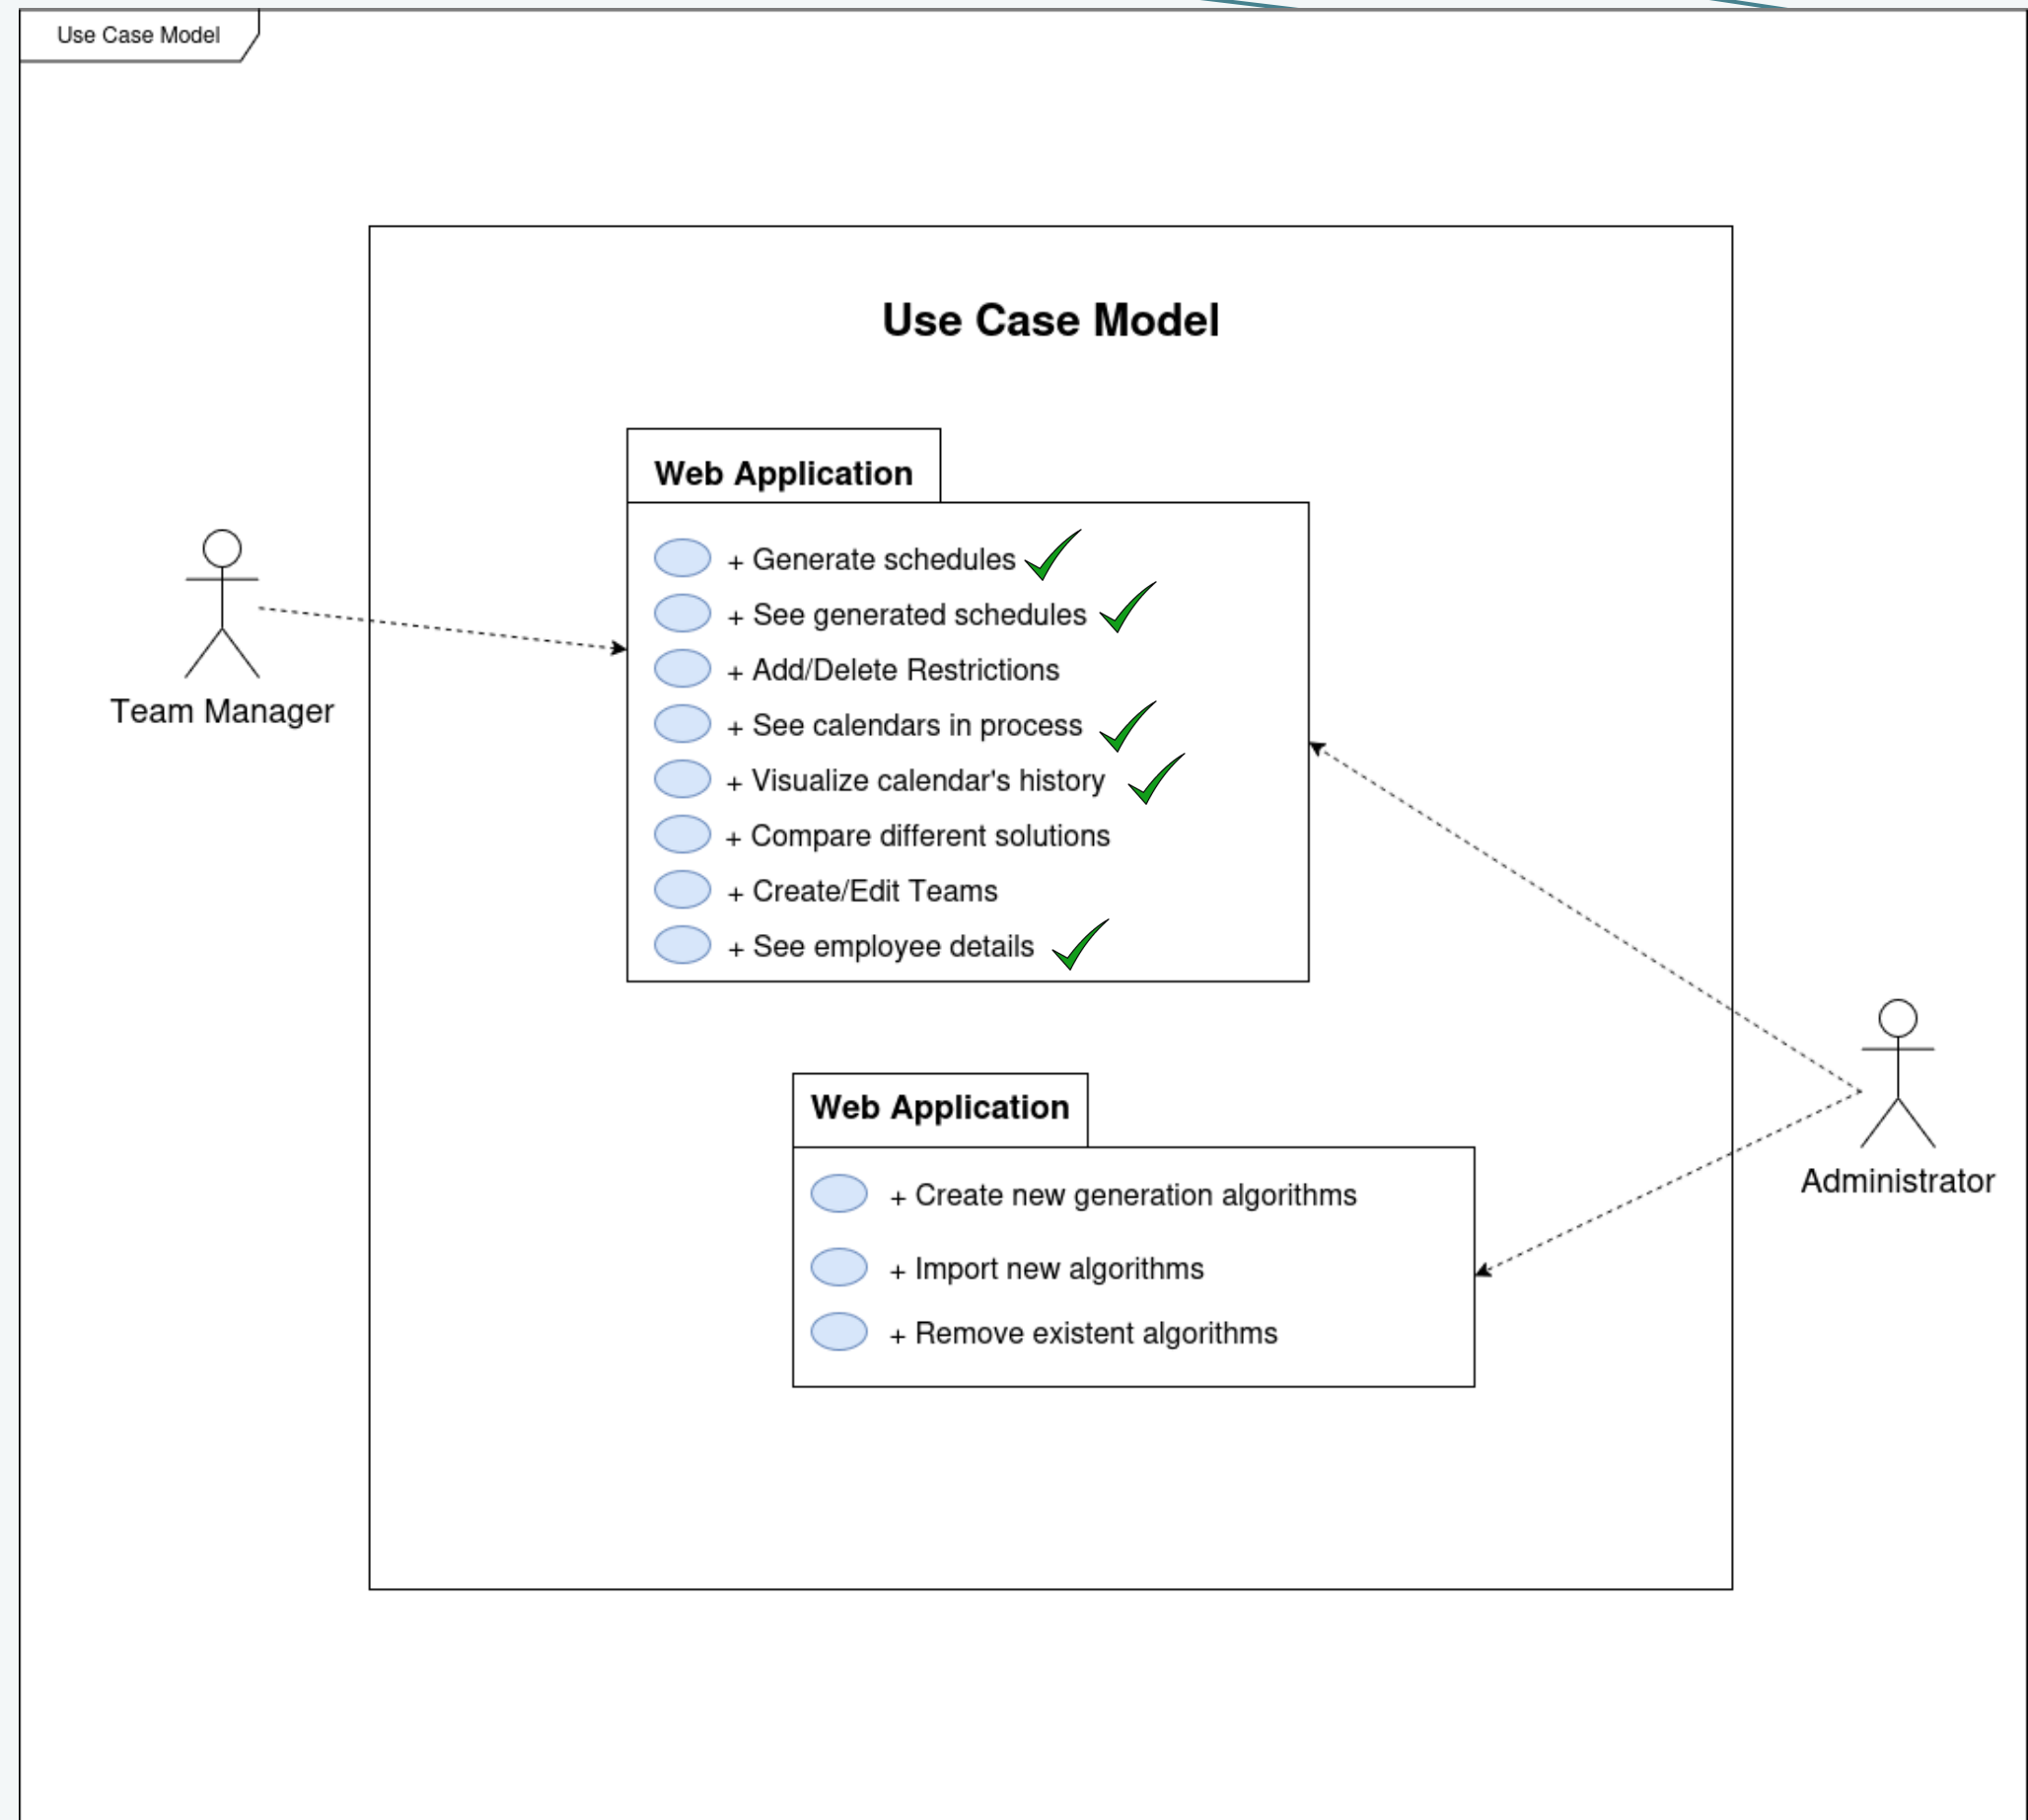 Use Case Model
Use Case Model
Web Application
+ Generate schedules
+ See generated schedules
+ Add/Delete Restrictions
+ See calendars in process
+ Visualize calendar's history
+ Compare different solutions
+ Create/Edit Teams
+ See employee details
Team Manager
Web Application
+ Create new generation algorithms
+ Import new algorithms
+ Remove existent algorithms
Administrator